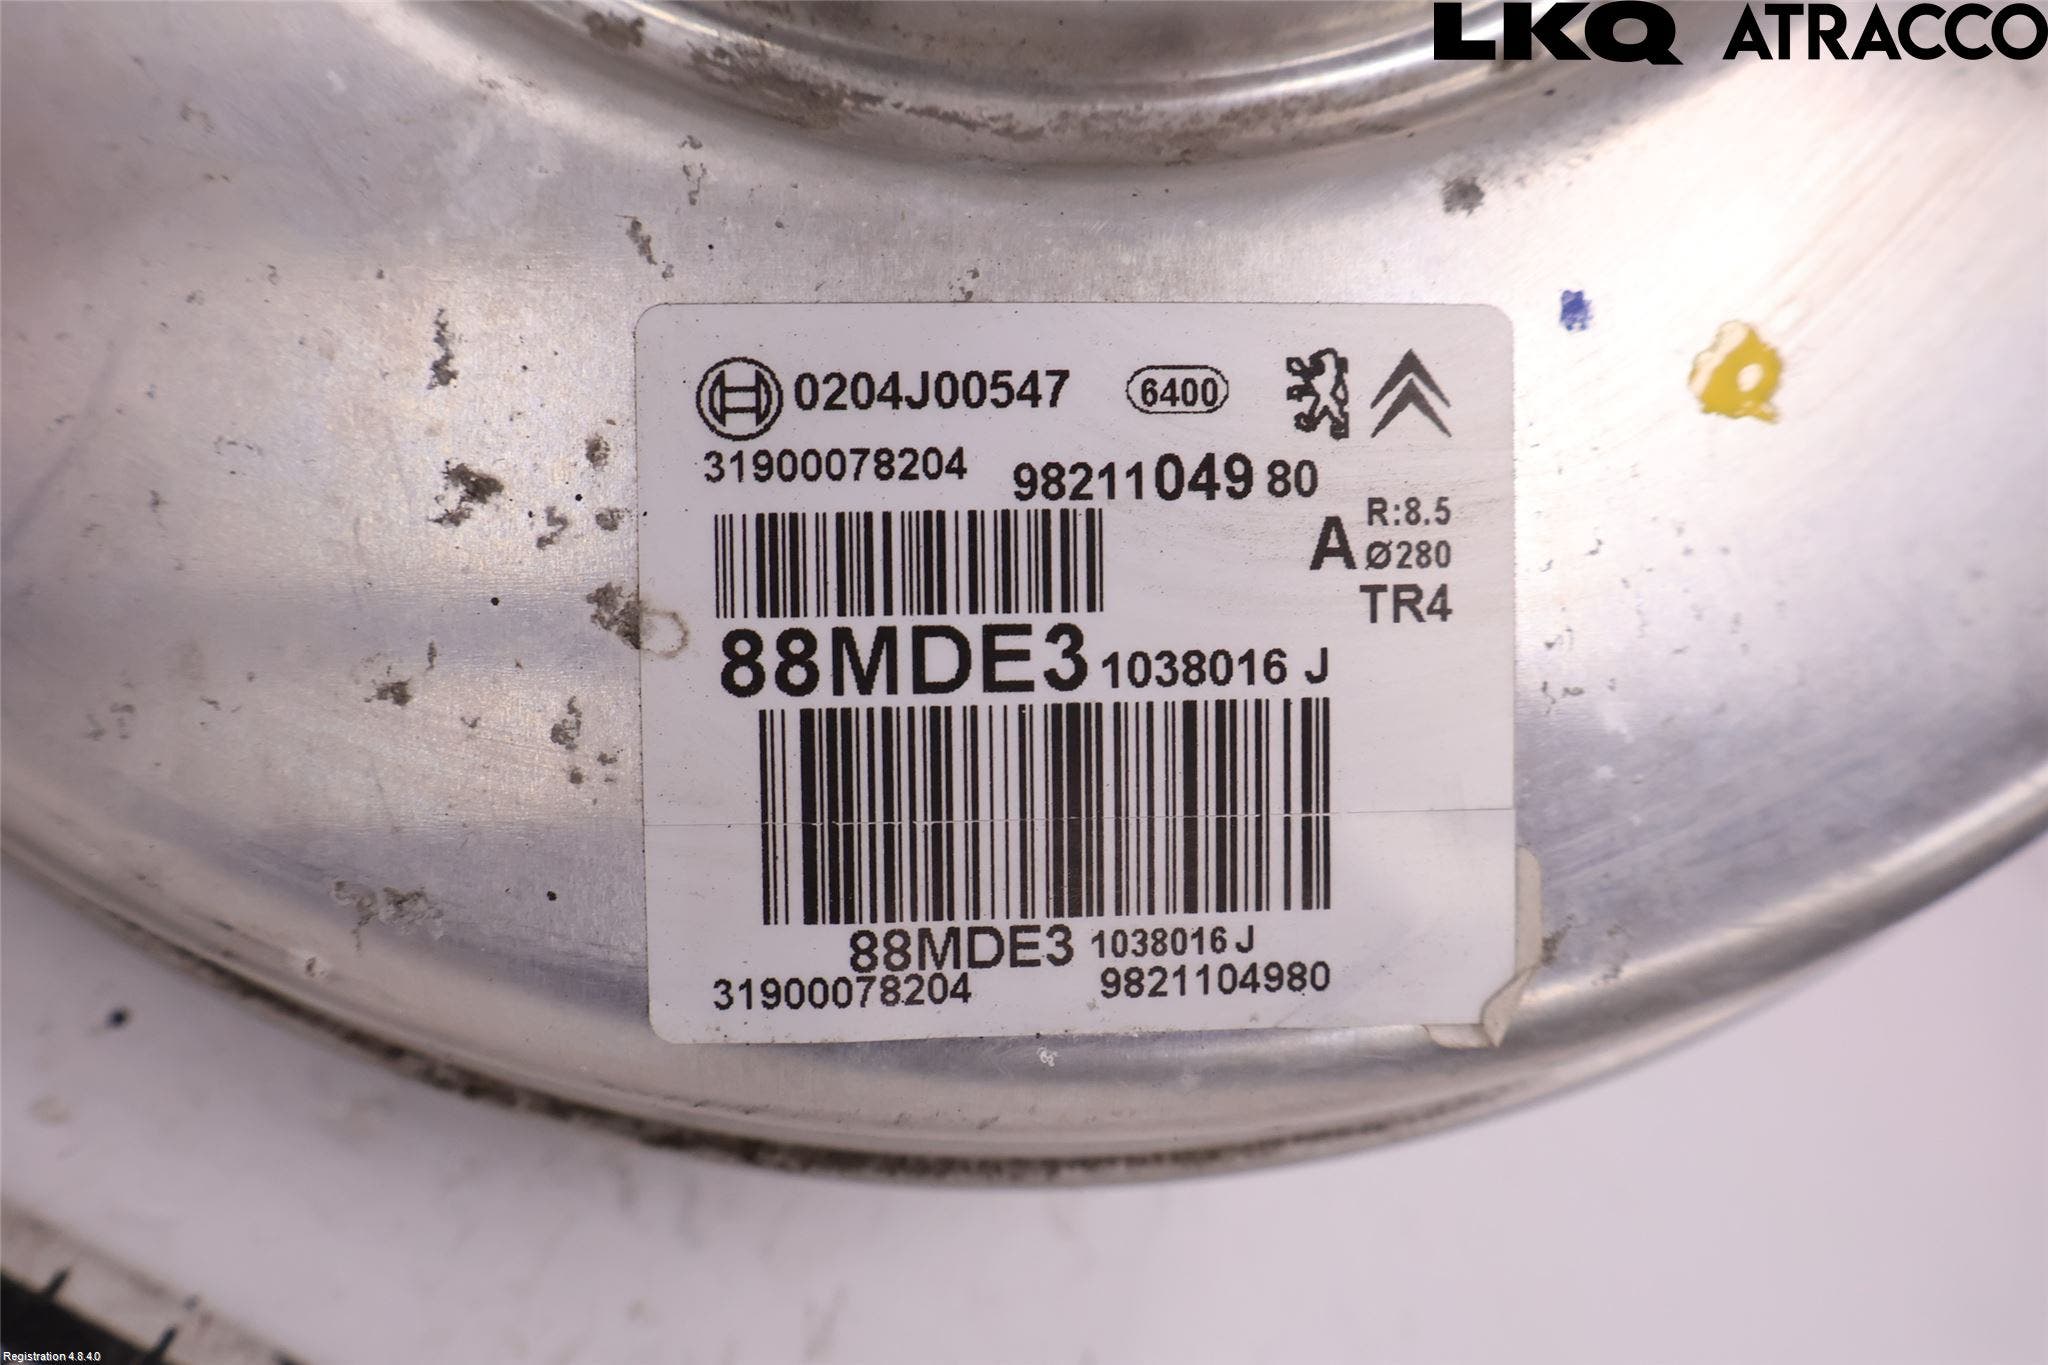 LKQ ATRACCO
0204J00547 6400
31900078204 9821104980
A R:8.5
Ø280
TR4
88MDE3 1038016 J
88MDE3 1038016 J
31900078204 9821104980
Registration 4.8.4.0